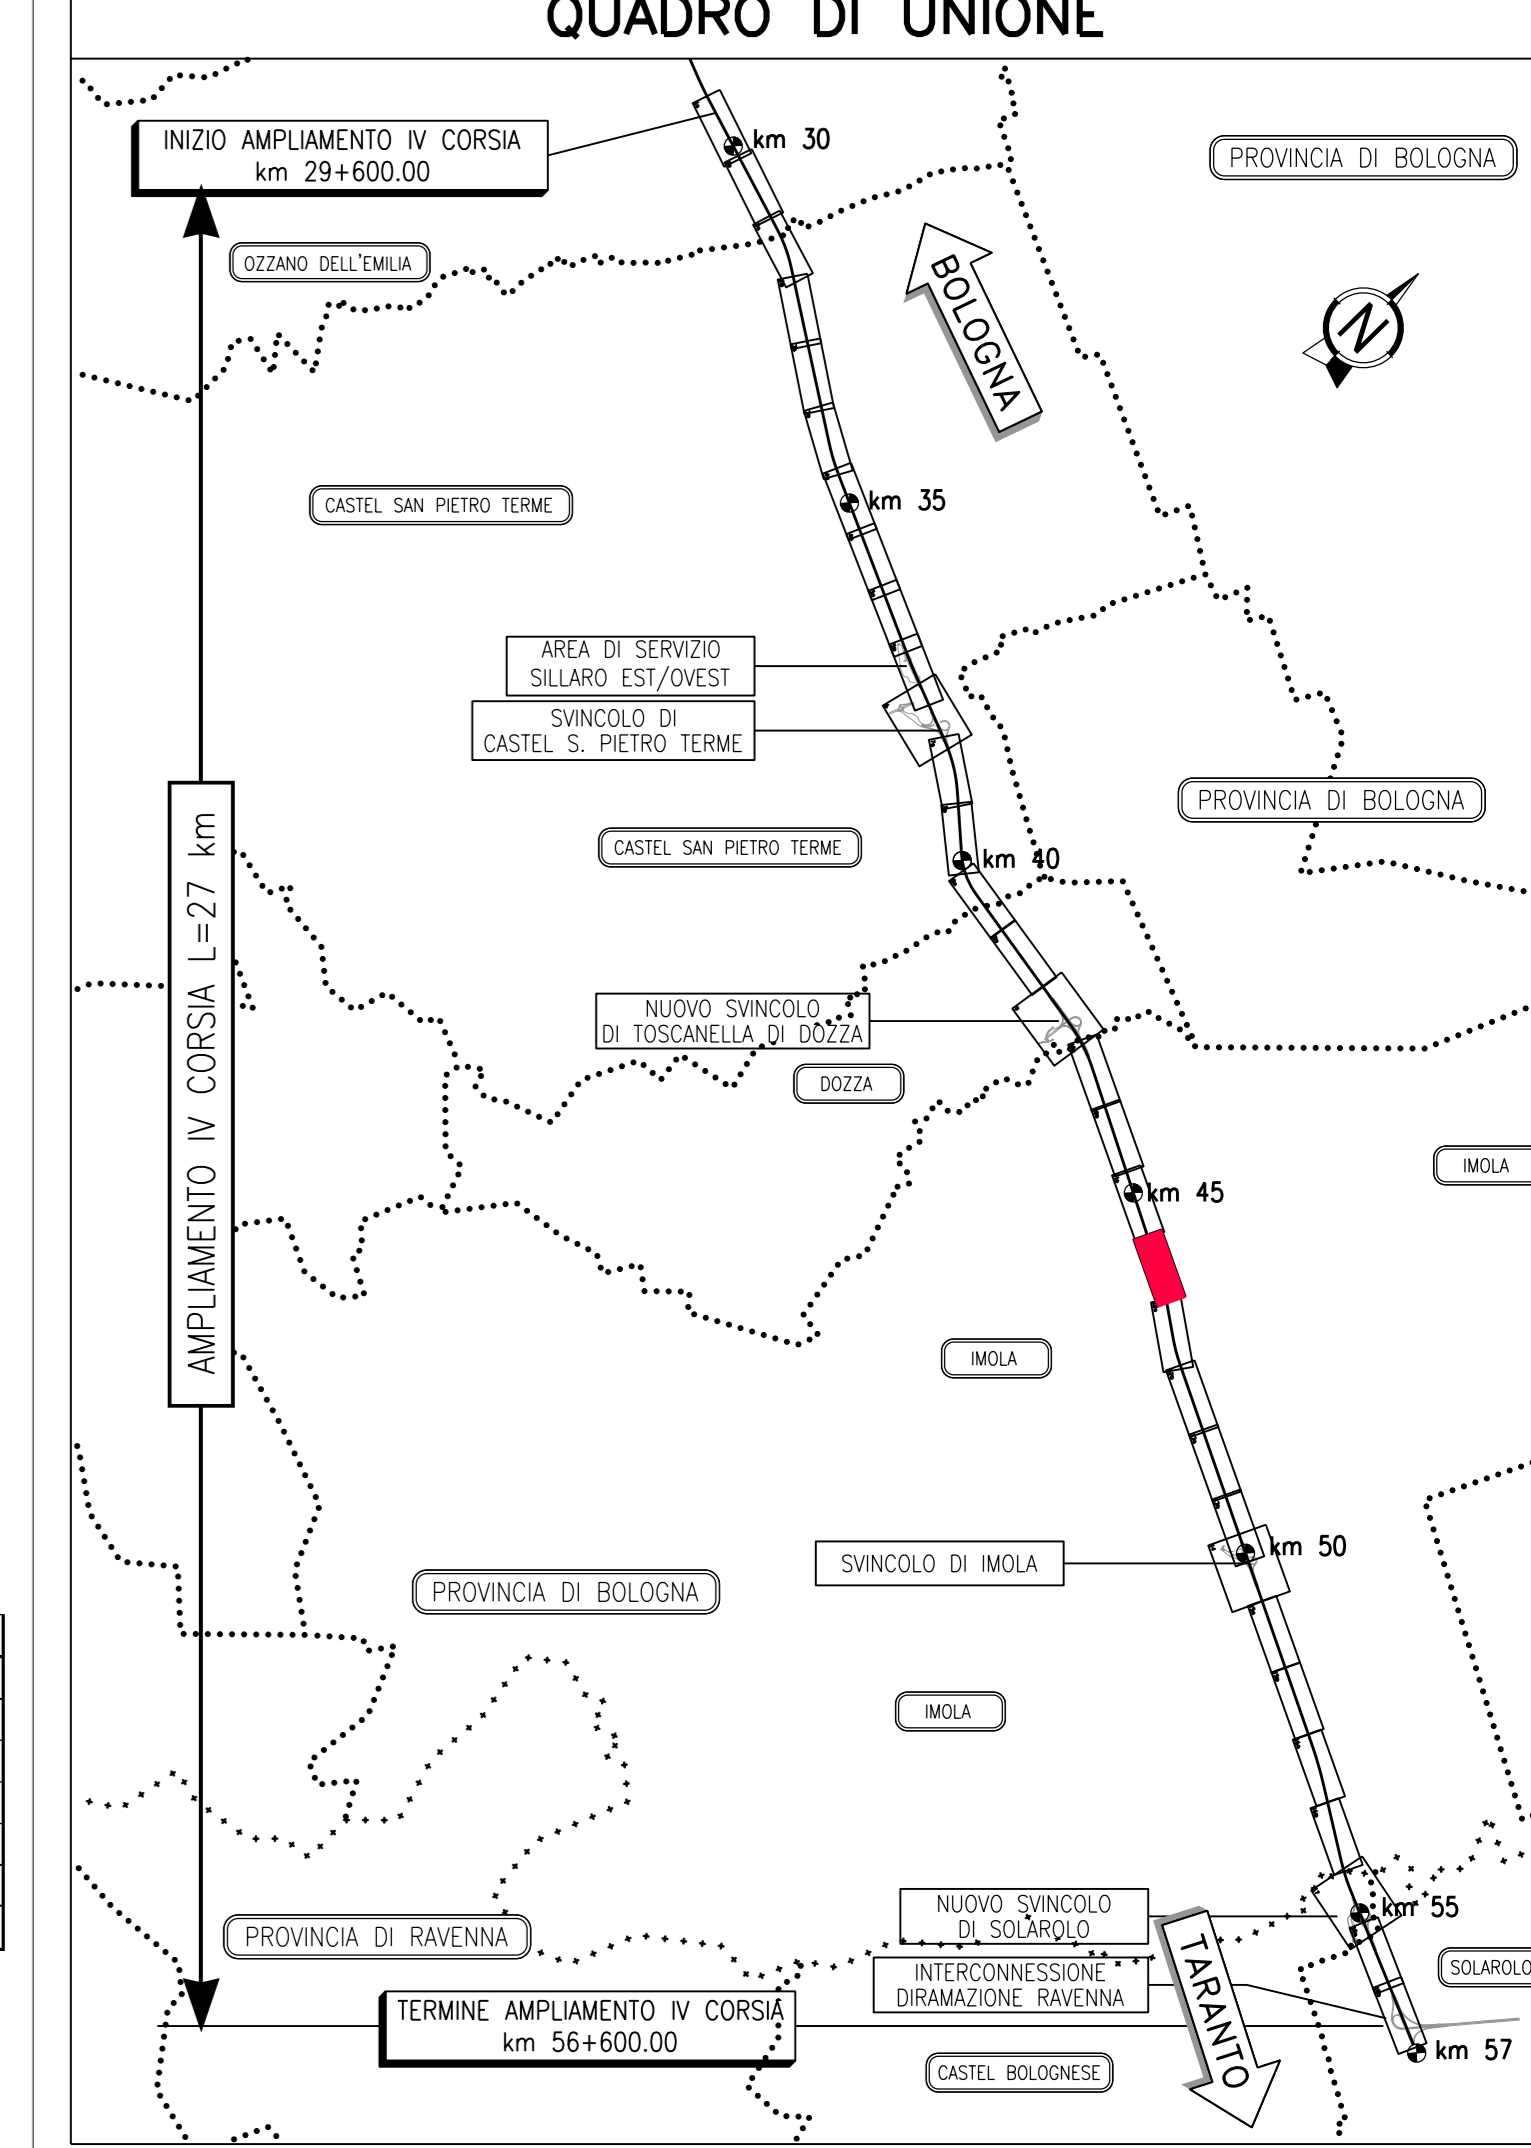 QUADRO DI UNIONE
INIZIO AMPLIAMENTO IV CORSIA
km 29+600.00
km 30
PROVINCIA DI BOLOGNA
OZZANO DELL'EMILIA
BOLOGNA
N
CASTEL SAN PIETRO TERME
km 35
AREA DI SERVIZIO
SILLARO EST/OVEST
SVINCOLO DI
CASTEL S. PIETRO TERME
PROVINCIA DI BOLOGNA
CASTEL SAN PIETRO TERME
km 40
AMPLIAMENTO IV CORSIA L=27 km
NUOVO SVINCOLO
DI TOSCANELLA DI DOZZA
DOZZA
IMOLA
km 45
IMOLA
km 50
SVINCOLO DI IMOLA
PROVINCIA DI BOLOGNA
IMOLA
NUOVO SVINCOLO
DI SOLAROLO
km 55
PROVINCIA DI RAVENNA
TARANTO
SOLAROLO
INTERCONNESSIONE
DIRAMAZIONE RAVENNA
TERMINE AMPLIAMENTO IV CORSIA
km 56+600.00
km 57
CASTEL BOLOGNESE